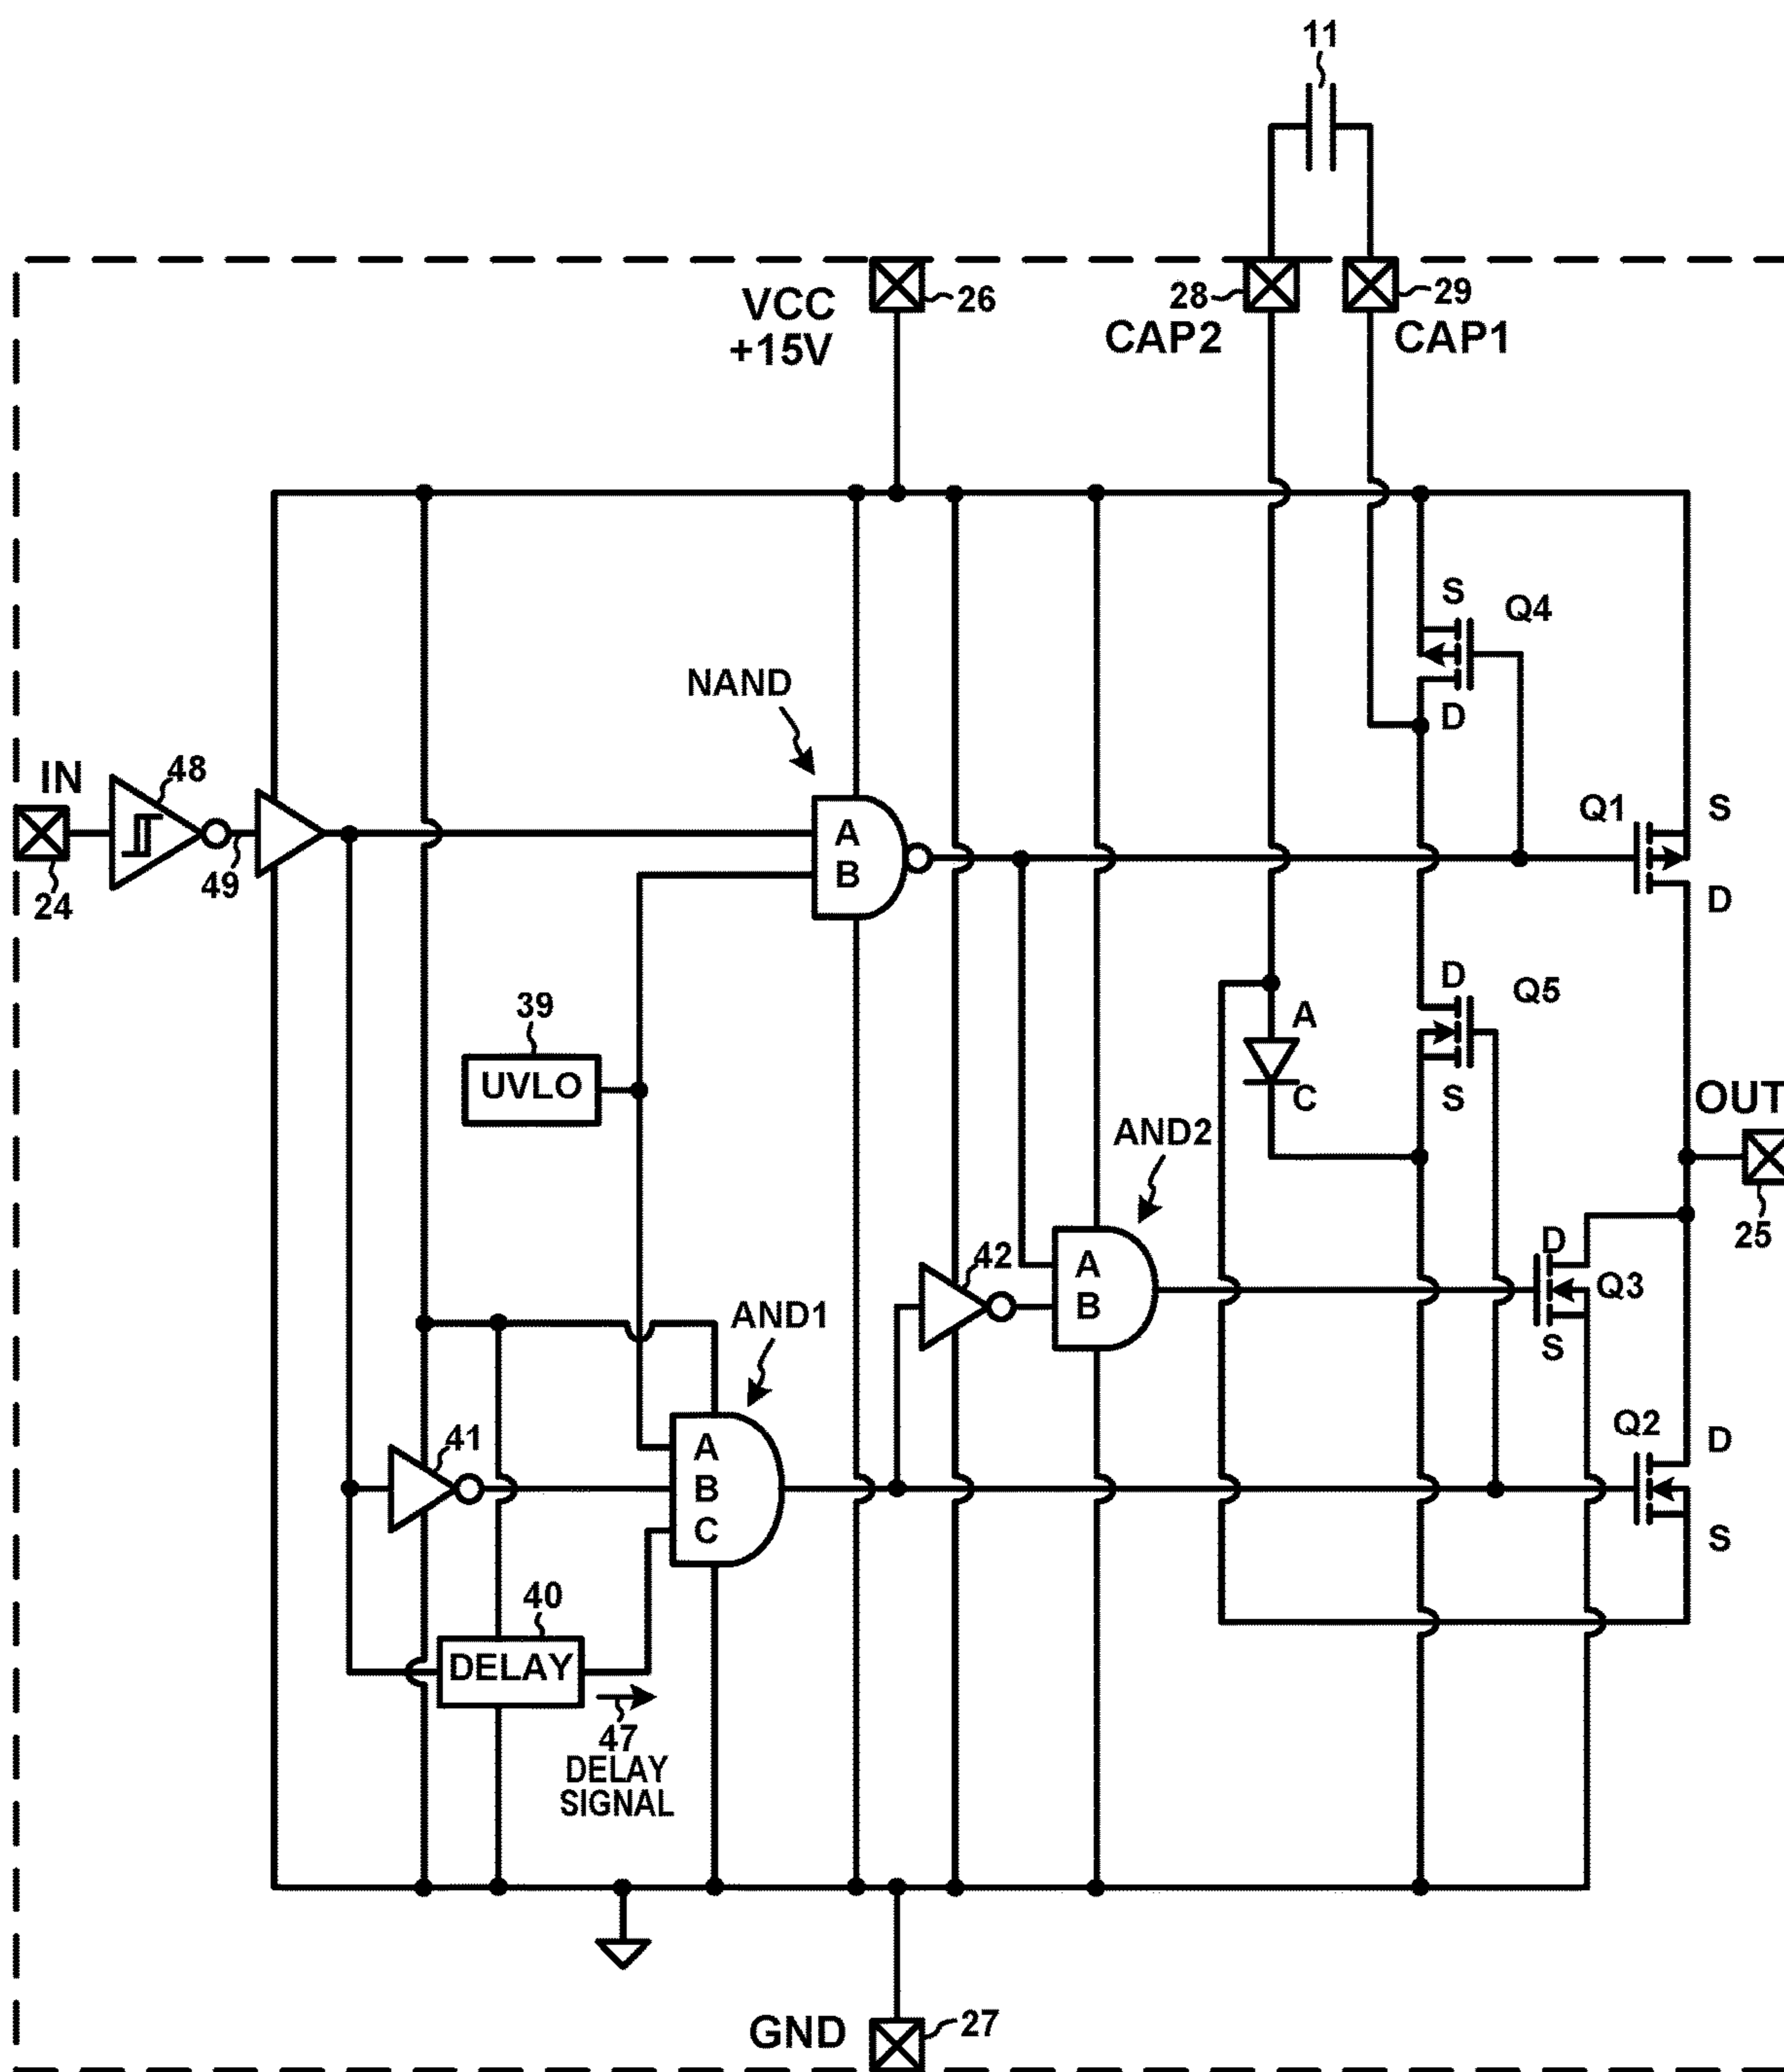 11
VCC
+15V
26
28
CAP2
29
CAP1
S
Q4
D
NAND
IN
48
49
24
A
B
Q1
S
D
39
UVLO
A
C
D
Q5
S
OUT
25
AND2
42
A
B
D
Q3
S
AND1
41
A
B
C
Q2
D
S
40
DELAY
47
DELAY
SIGNAL
GND
27